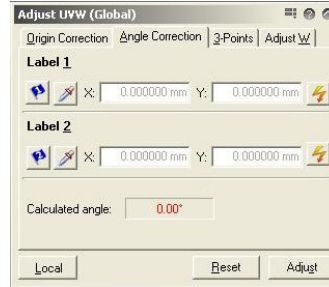 Adjust UVW (Global)
Origin Correction Angle Correction 3-Points Adjust W
Label 1
X: 0.000000 mm Y: 0.000000 mm
Label 2
X: 0.000000 mm Y: 0.000000 mm
Calculated angle: 0.00°
Local Reset Adjust